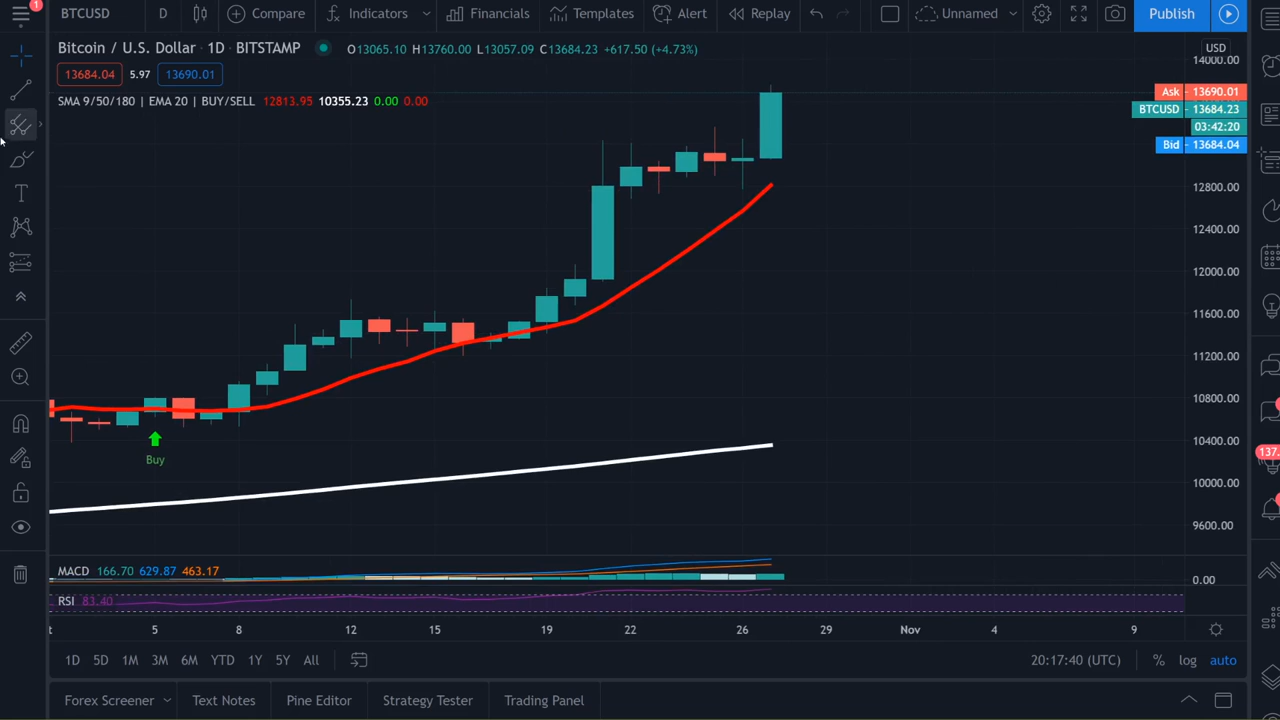 1
BTCUSD D Compare Indicators Financials Templates Alert Replay Unnamed Publish
Bitcoin / U.S. Dollar · 1D · BITSTAMP O13065.10 H13760.00 L13057.09 C13684.23 +617.50 (+4.73%)
USD
14000.00
13684.04 5.97 13690.01
Ask 13690.01
SMA 9/50/180 | EMA 20 | BUY/SELL 12813.95 10355.23 0.00 0.00
BTCUSD 13684.23
03:42:20
Bid 13684.04
12800.00
12400.00
12000.00
11600.00
11200.00
10800.00
10400.00
Buy
137.
10000.00
9600.00
MACD 166.70 629.87 463.17
0.00
RSI 83.40
t 5 8 12 15 19 22 26 29 Nov 4 9
1D 5D 1M 3M 6M YTD 1Y 5Y All 20:17:40 (UTC) % log auto
Forex Screener Text Notes Pine Editor Strategy Tester Trading Panel